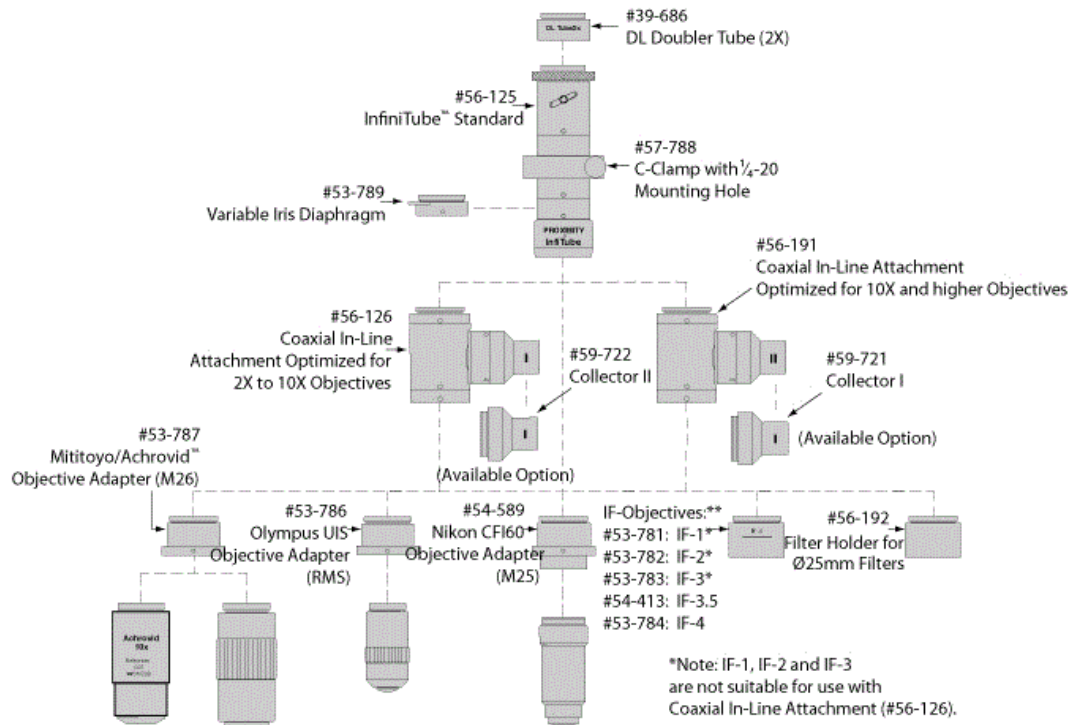 DL Tube2x
#39-686
DL Doubler Tube (2X)
#56-125
InfiniTube™ Standard
#57-788
C-Clamp with ¼-20
Mounting Hole
#53-789
Variable Iris Diaphragm
PROXIMITY
InfiTube
#56-191
Coaxial In-Line Attachment
Optimized for 10X and higher Objectives
#56-126
Coaxial In-Line
Attachment Optimized for
2X to 10X Objectives
I
II
#59-722
Collector II
#59-721
Collector I
I
(Available Option)
I
(Available Option)
#53-787
Mititoyo/Achrovid™
Objective Adapter (M26)
#53-786
Olympus UIS
Objective Adapter
(RMS)
#54-589
Nikon CFI60
Objective Adapter
(M25)
IF-Objectives:**
#53-781: IF-1*
#53-782: IF-2*
#53-783: IF-3*
#54-413: IF-3.5
#53-784: IF-4
#56-192
Filter Holder for
Ø25mm Filters
Achrovid
10x
*Note: IF-1, IF-2 and IF-3
are not suitable for use with
Coaxial In-Line Attachment (#56-126).